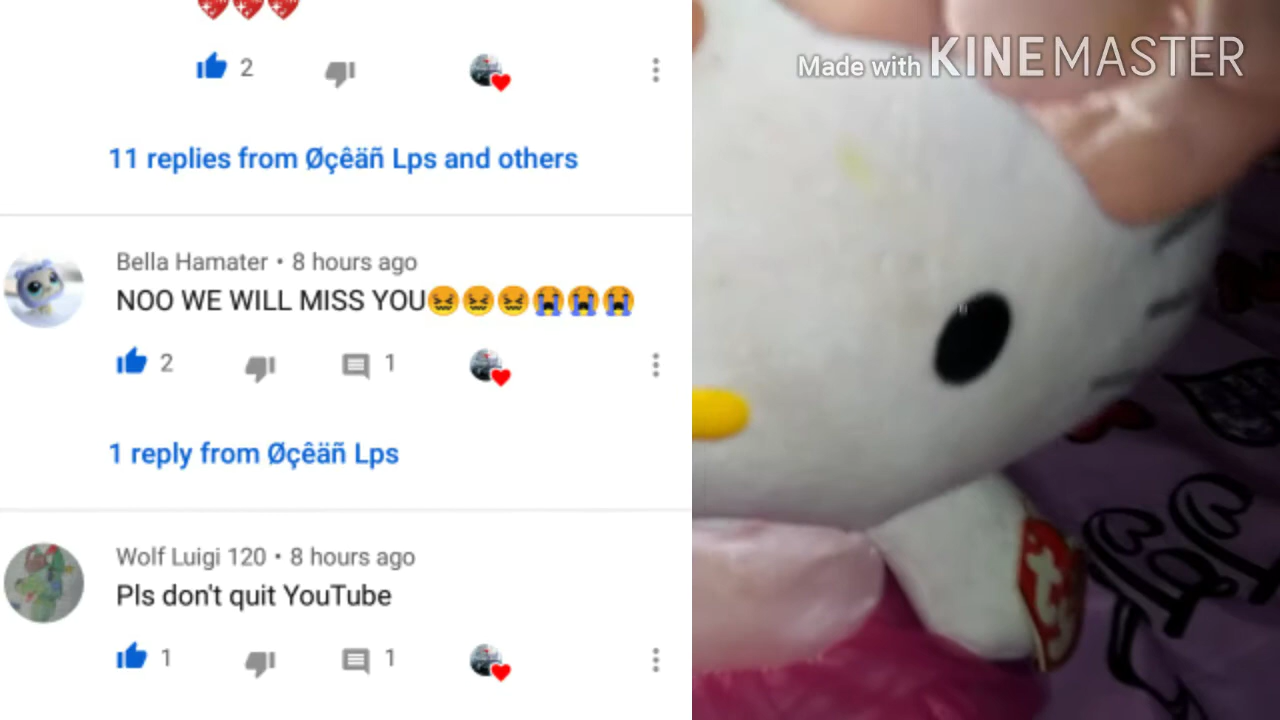 2
11 replies from Øçêäñ Lps and others
Bella Hamater • 8 hours ago
NOO WE WILL MISS YOU😖😖😖😭😭😭
2 1
1 reply from Øçêäñ Lps
Wolf Luigi 120 • 8 hours ago
Pls don't quit YouTube
1 1
Made with KINEMASTER
ty